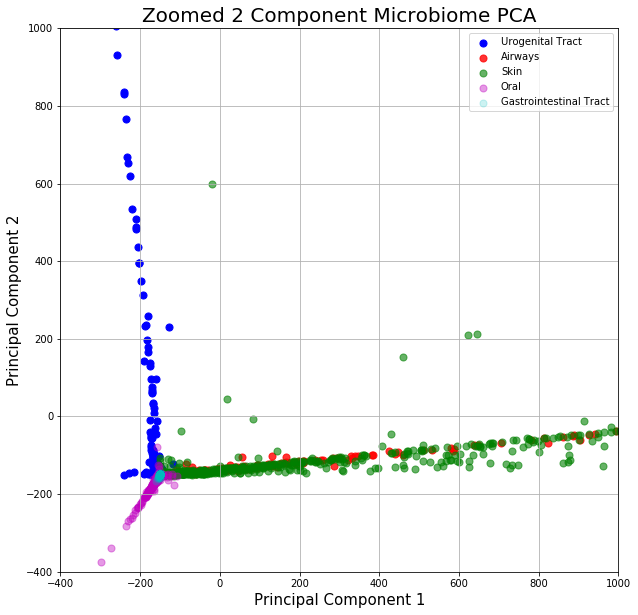 Zoomed 2 Component Microbiome PCA
Urogenital Tract
Airways
Skin
Oral
Gastrointestinal Tract
Principal Component 2
1000
800
600
400
200
0
−200
−400
−400
−200
0
200
400
600
800
1000
Principal Component 1